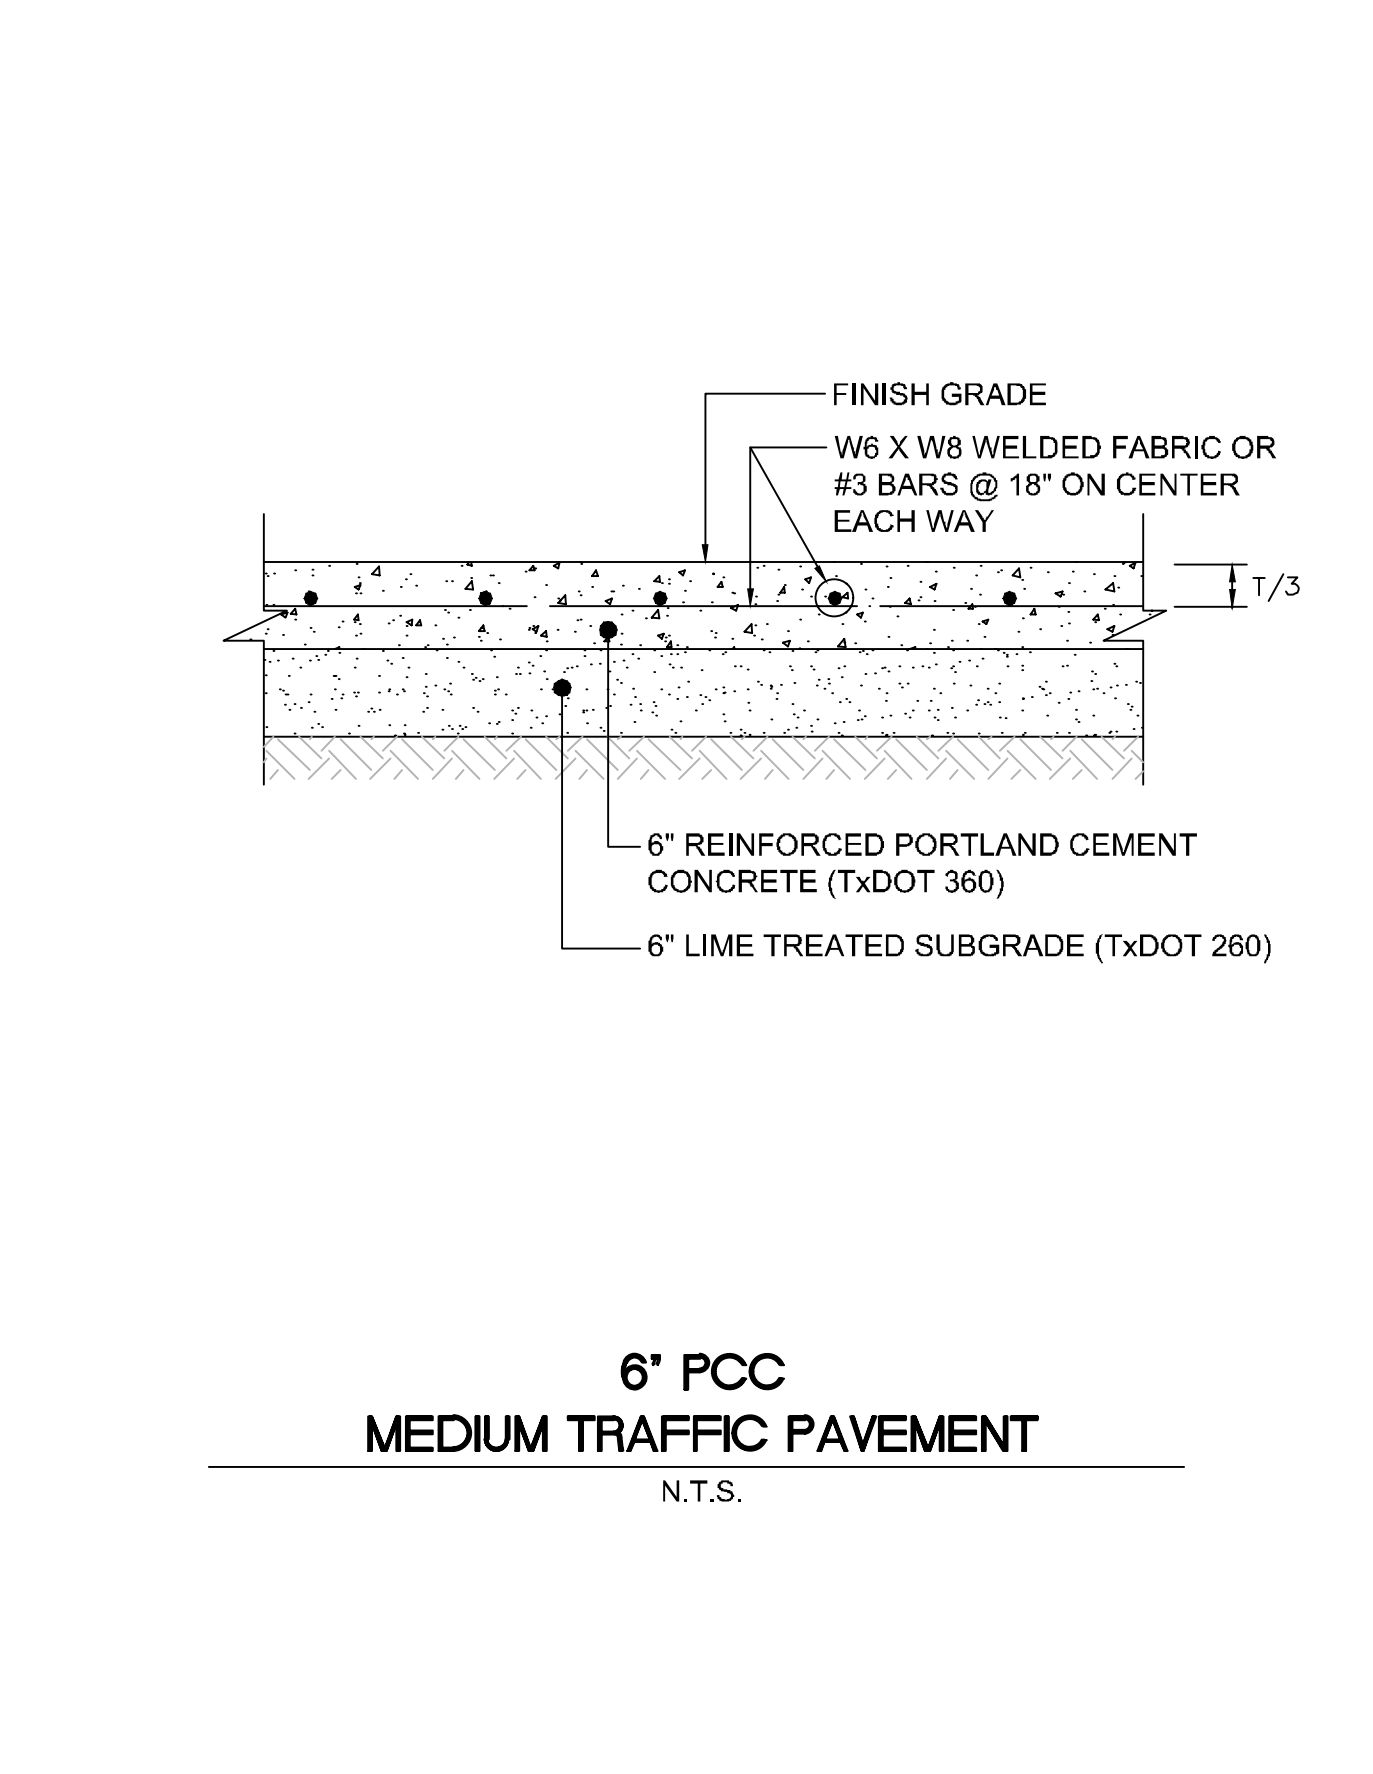 FINISH GRADE
W6 X W8 WELDED FABRIC OR
#3 BARS @ 18" ON CENTER
EACH WAY
T/3
6" REINFORCED PORTLAND CEMENT
CONCRETE (TxDOT 360)
6" LIME TREATED SUBGRADE (TxDOT 260)
6" PCC
MEDIUM TRAFFIC PAVEMENT
N.T.S.